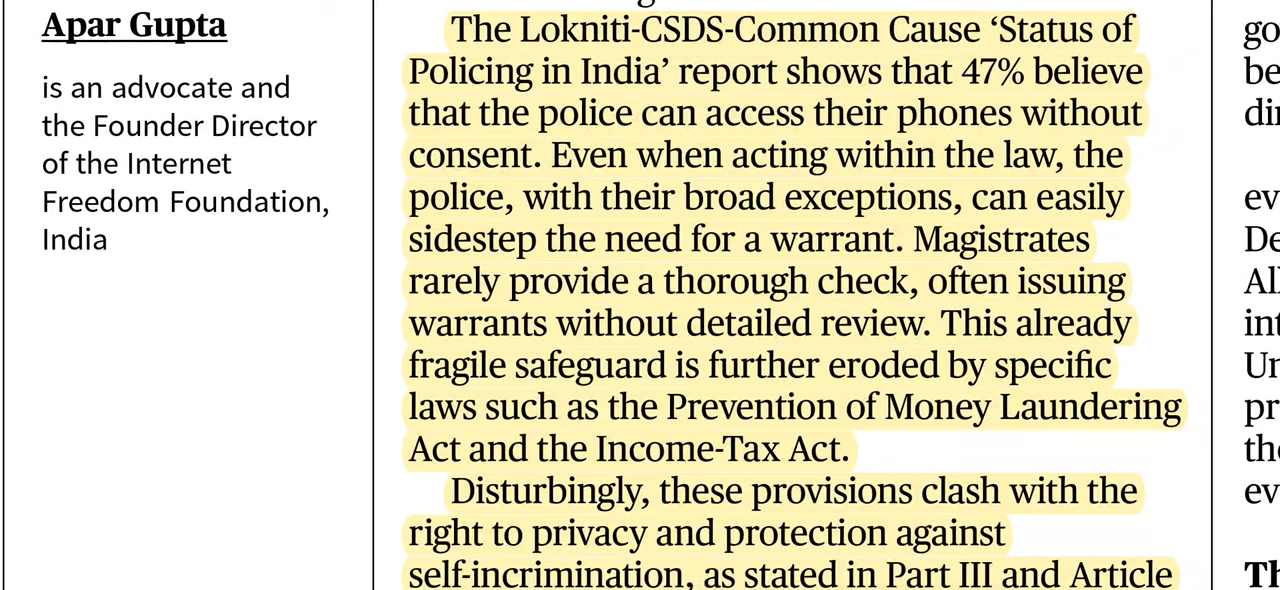 Apar Gupta
is an advocate and
the Founder Director
of the Internet
Freedom Foundation,
India
The Lokniti-CSDS-Common Cause ‘Status of
Policing in India’ report shows that 47% believe
that the police can access their phones without
consent. Even when acting within the law, the
police, with their broad exceptions, can easily
sidestep the need for a warrant. Magistrates
rarely provide a thorough check, often issuing
warrants without detailed review. This already
fragile safeguard is further eroded by specific
laws such as the Prevention of Money Laundering
Act and the Income-Tax Act.
Disturbingly, these provisions clash with the
right to privacy and protection against
self-incrimination, as stated in Part III and Article